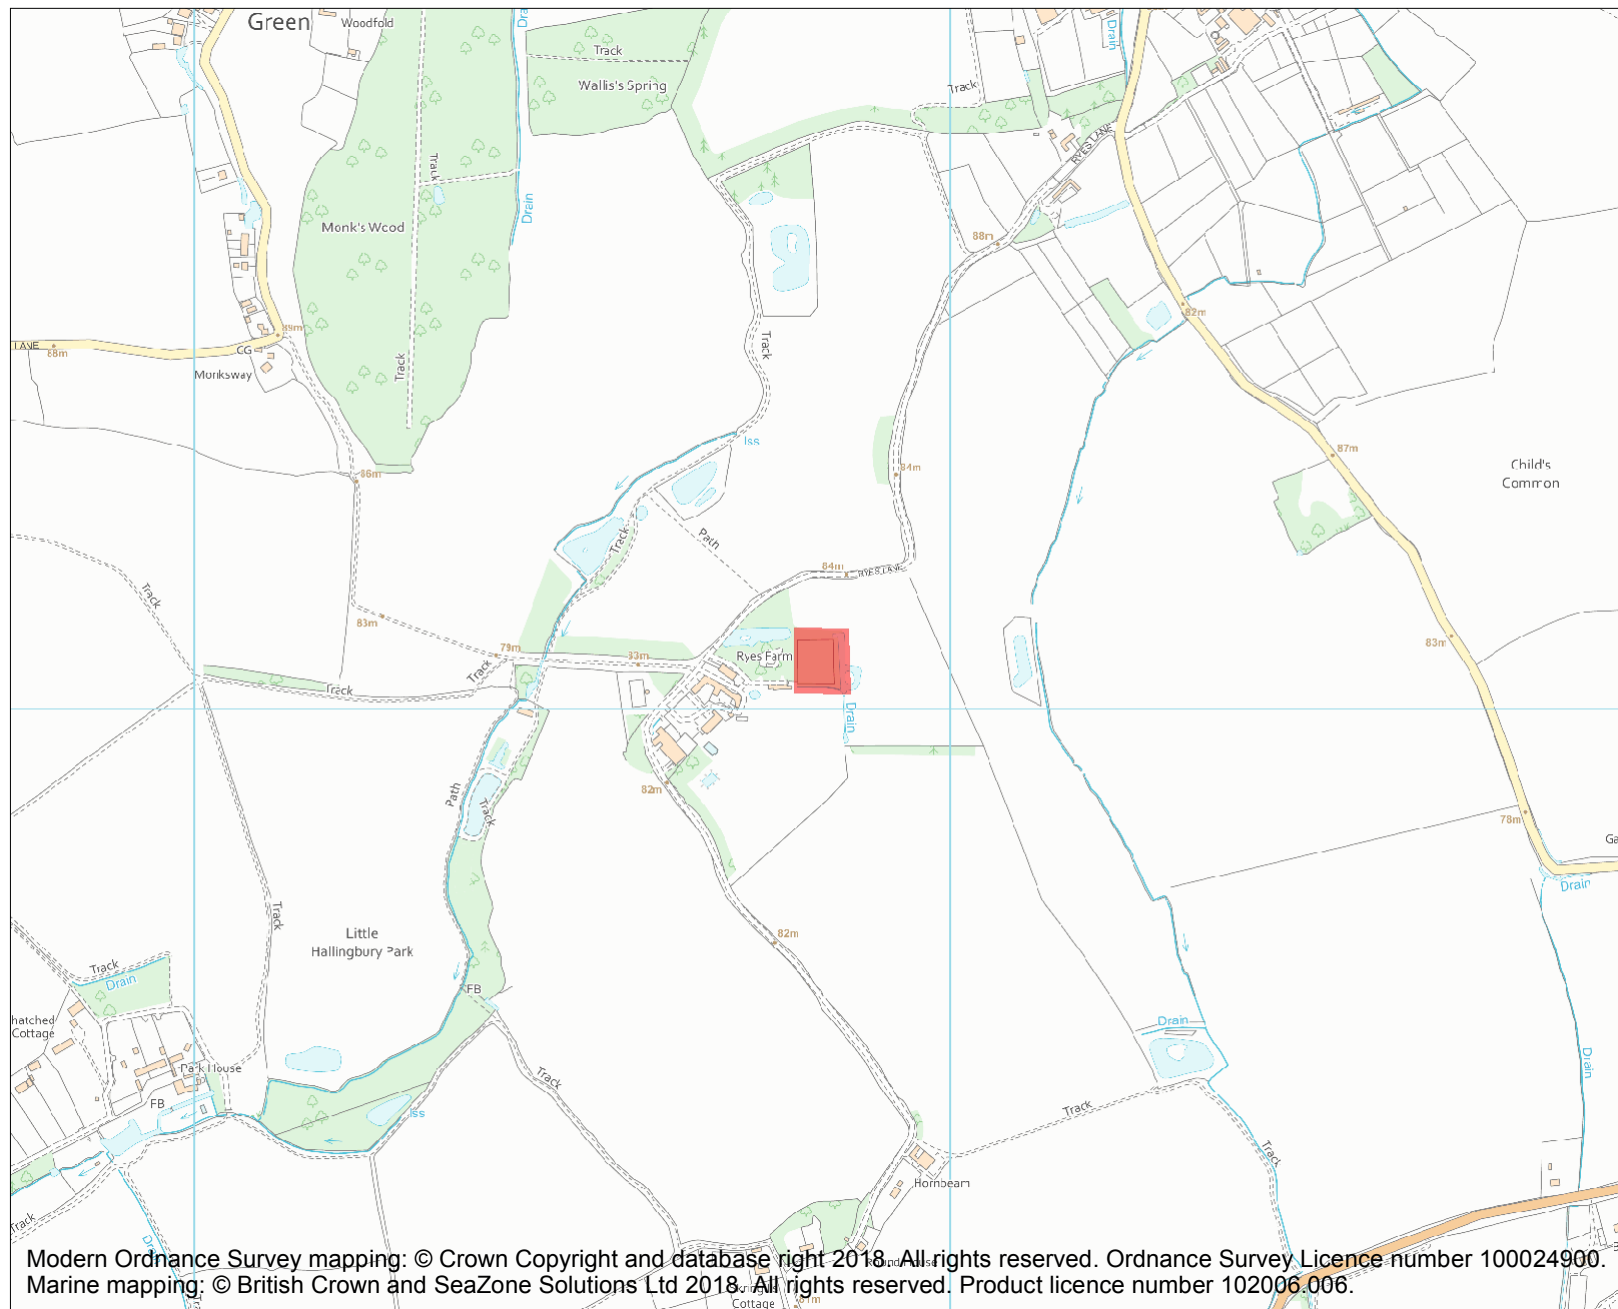 Green
Woodfold
Drain
Track
Wallis's Spring
Track
Drain
RYES LANE
Track
Drain
Monk's Wood
88m
82m
89m
LANE
88m
CG
Monksway
Track
Track
Iss
86m
84m
87m
Child's
Common
Path
Track
84m
RYES LANE
Track
83m
79m
83m
83m
Ryes Farm
Track
Track
Drain
Path
Track
82m
78m
Drain
Track
Little
Hallingbury Park
82m
Track
Drain
FB
Cottage
Drain
Drain
Park House
FB
Track
Iss
Track
Track
Hornbeam
Track
Modern Ordnance Survey mapping: © Crown Copyright and database right 2018. All rights reserved. Ordnance Survey Licence number 100024900.
Marine mapping: © British Crown and SeaZone Solutions Ltd 2018. All rights reserved. Product licence number 102006.006.
Cottage
81m